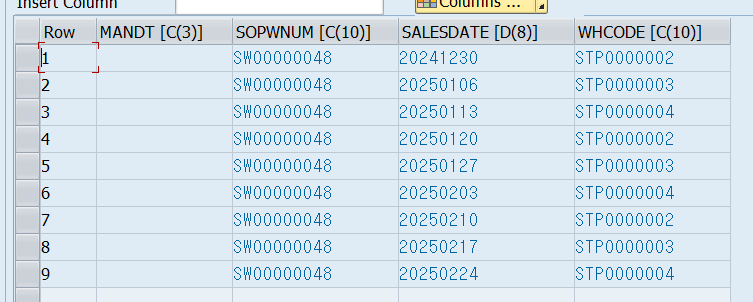 Insert Column Columns ...
Row MANDT [C(3)] SOPWNUM [C(10)] SALESDATE [D(8)] WHCODE [C(10)]
1 SW00000048 20241230 STP0000002
2 SW00000048 20250106 STP0000003
3 SW00000048 20250113 STP0000004
4 SW00000048 20250120 STP0000002
5 SW00000048 20250127 STP0000003
6 SW00000048 20250203 STP0000004
7 SW00000048 20250210 STP0000002
8 SW00000048 20250217 STP0000003
9 SW00000048 20250224 STP0000004